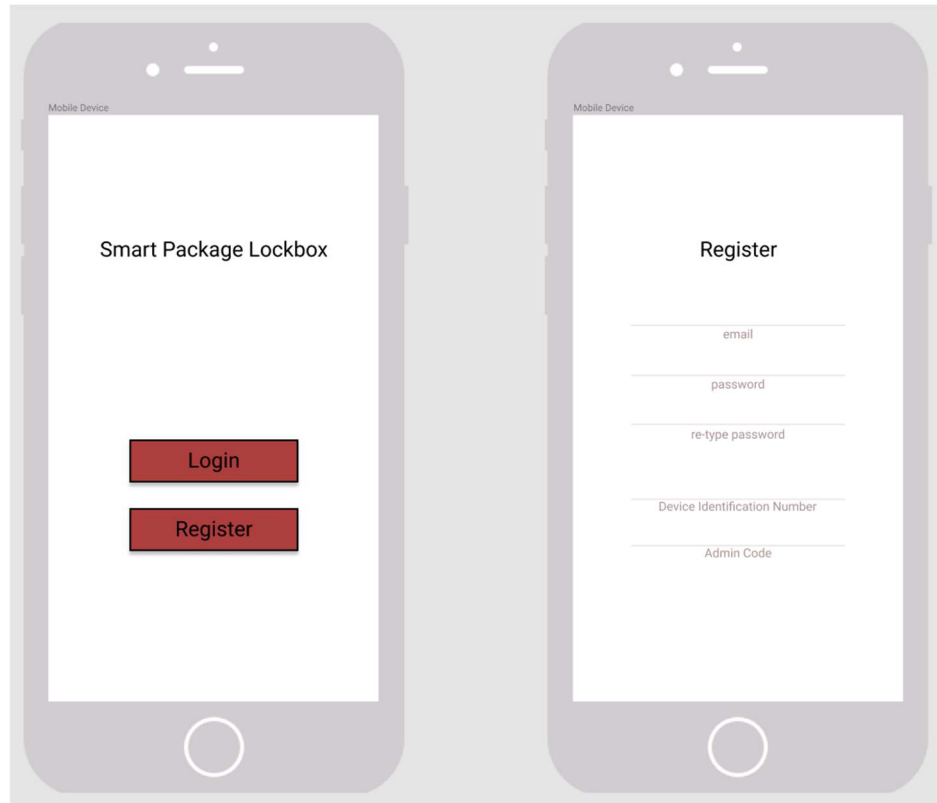 Mobile Device
Smart Package Lockbox
Login
Register
Mobile Device
Register
email
password
re-type password
Device Identification Number
Admin Code